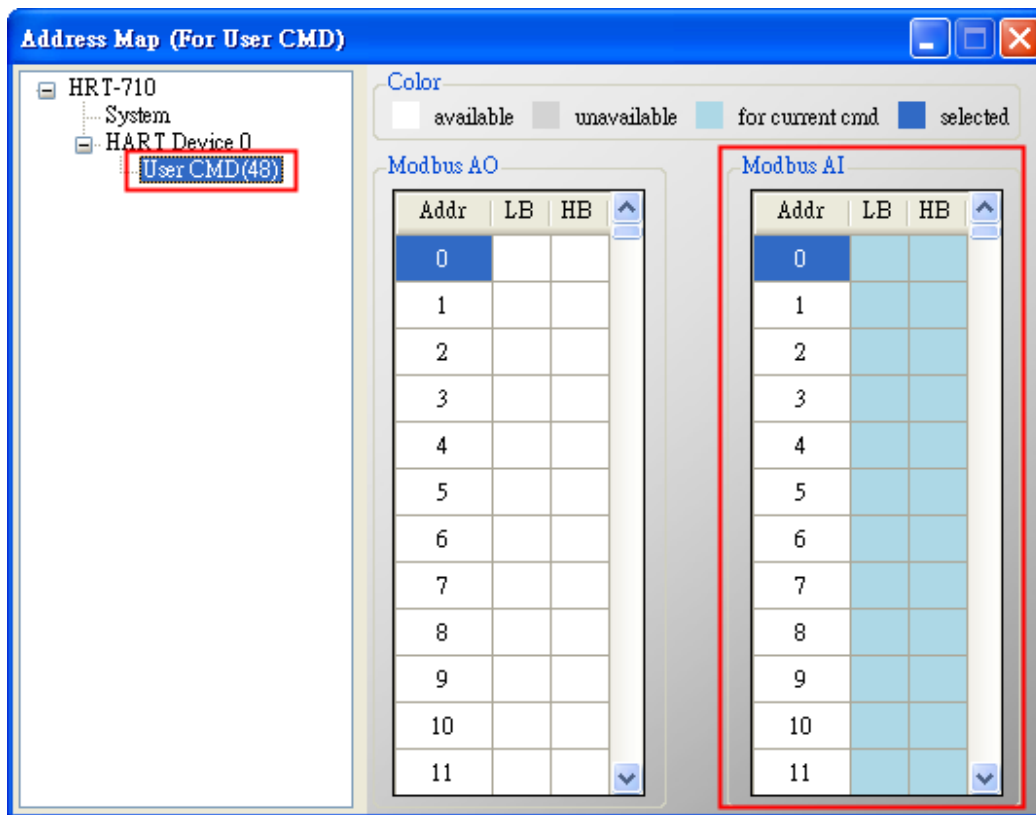 Address Map (For User CMD)
HRT-710
System
HART Device 0
User CMD(48)
Color
available unavailable for current cmd selected
Modbus AO
Addr LB HB
0
1
2
3
4
5
6
7
8
9
10
11
Modbus AI
Addr LB HB
0
1
2
3
4
5
6
7
8
9
10
11